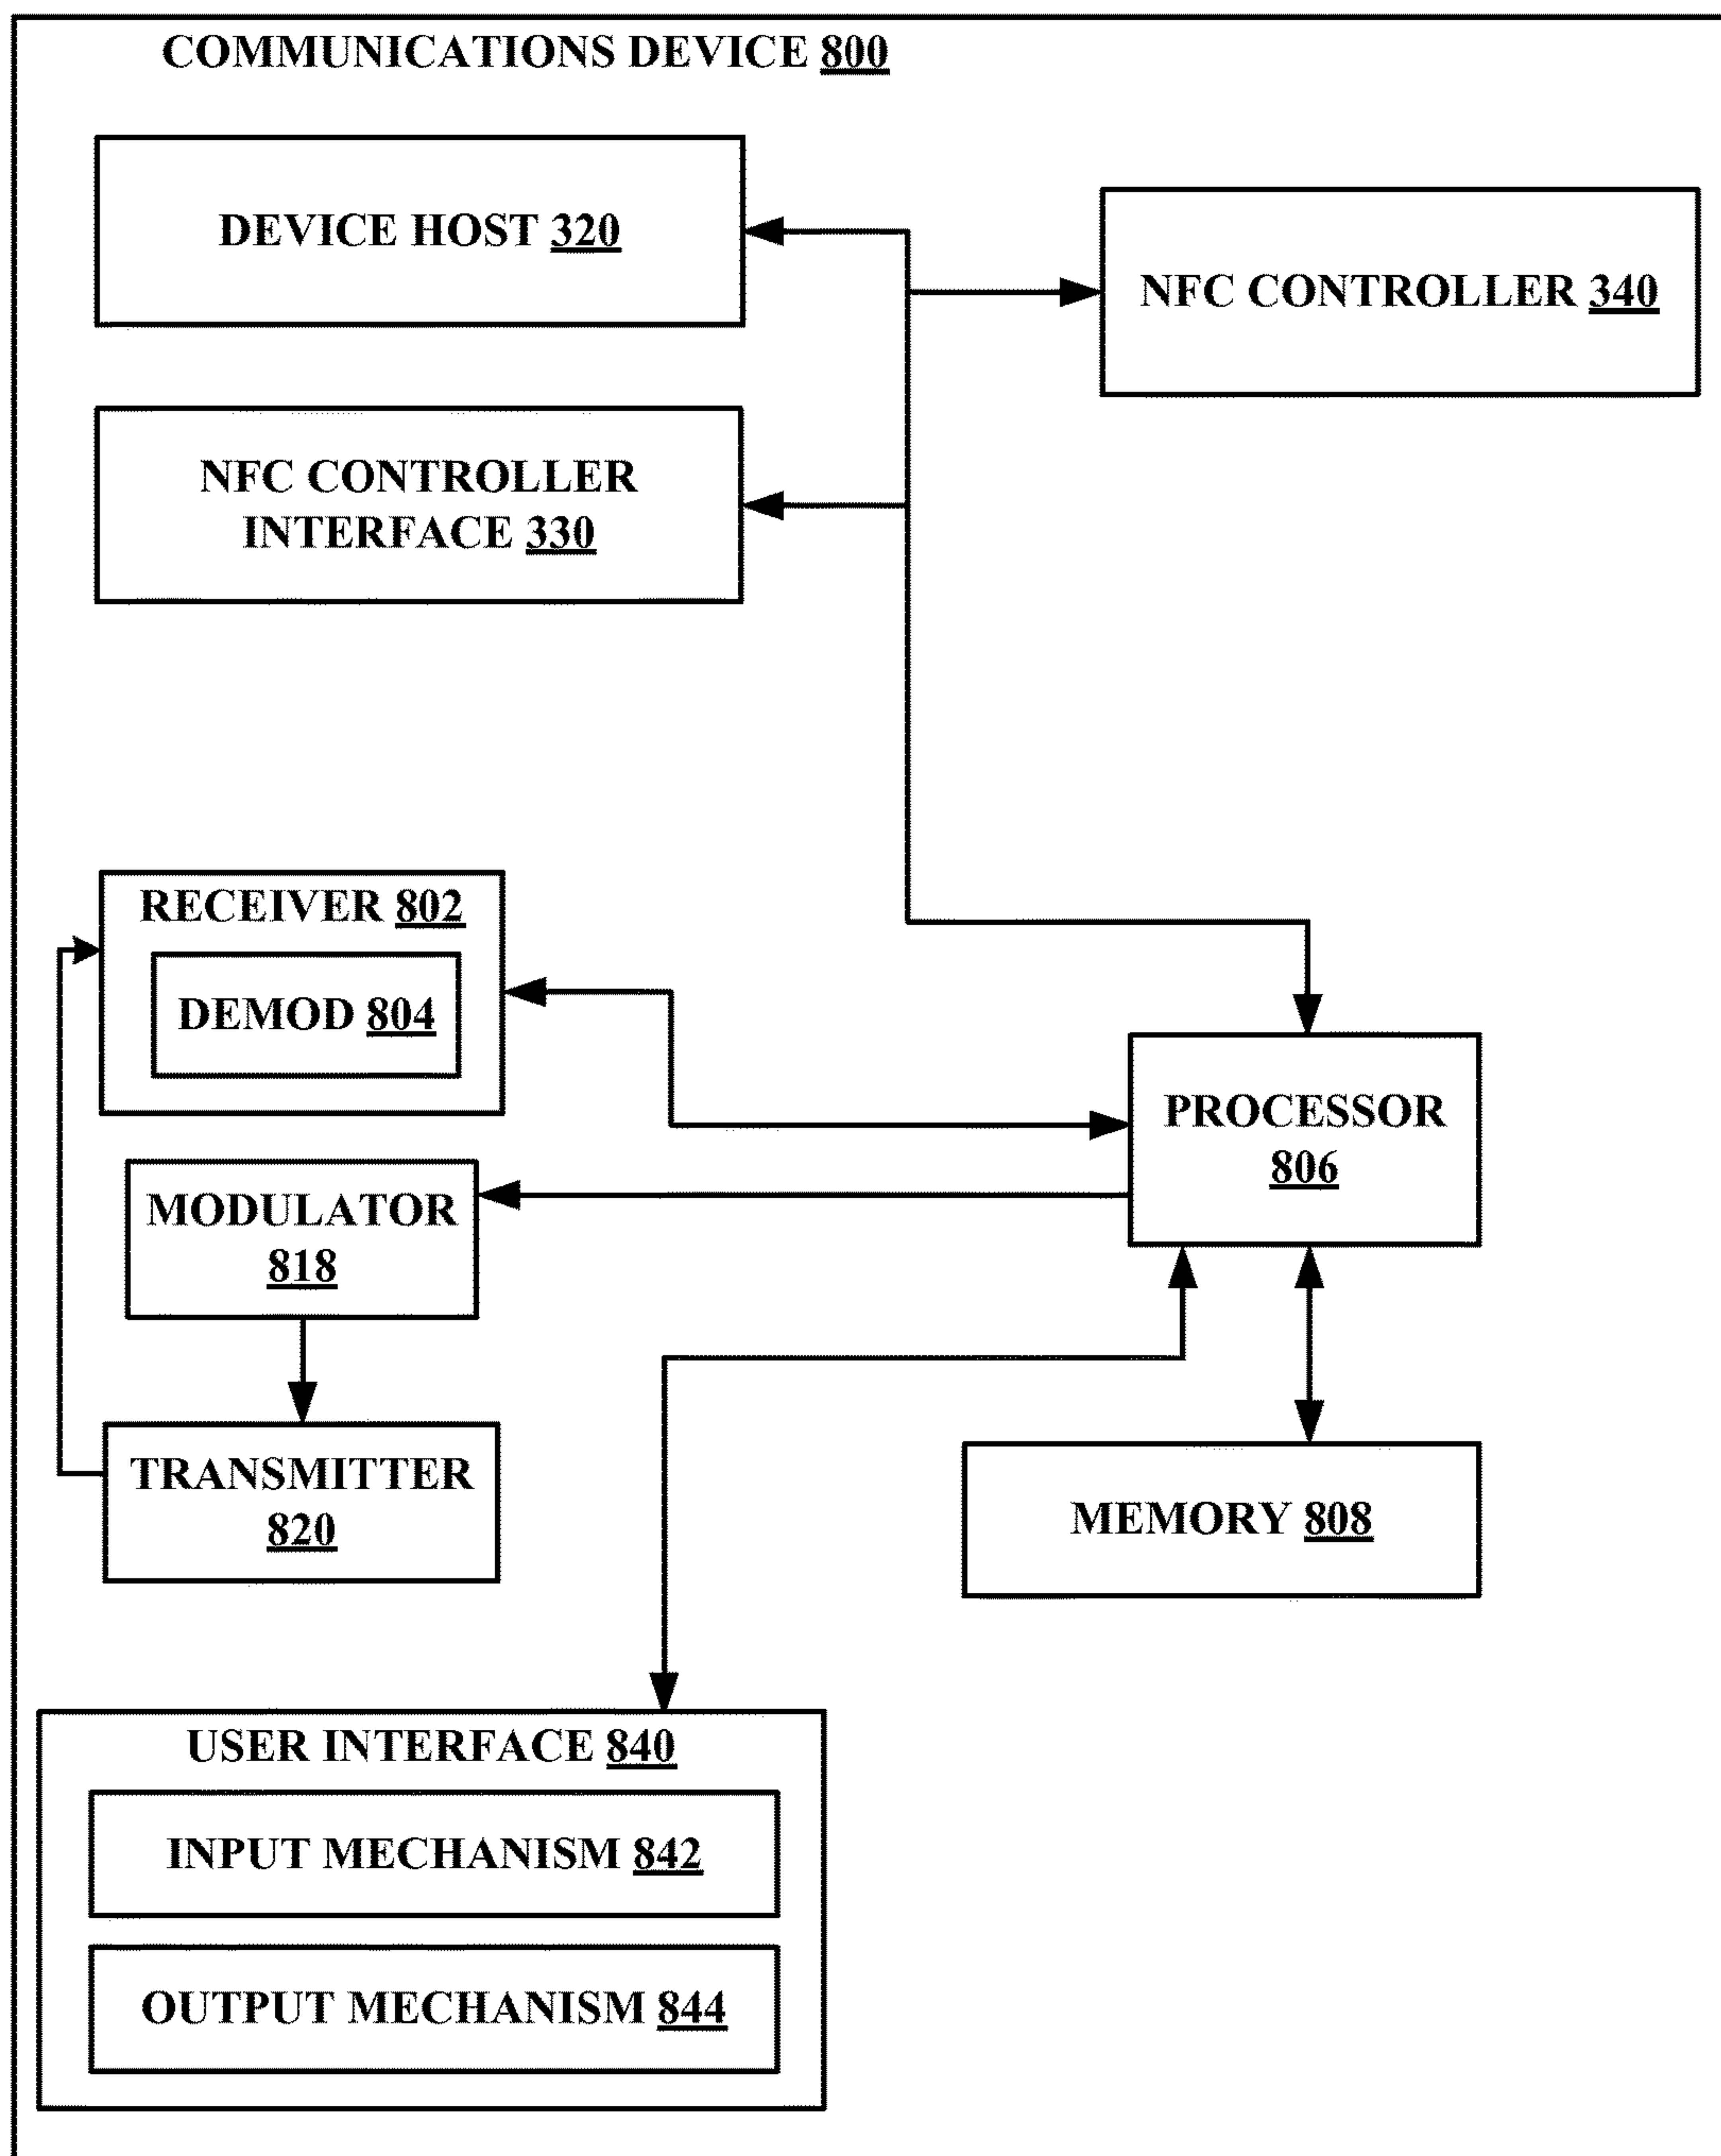 COMMUNICATIONS DEVICE 800
DEVICE HOST 320
NFC CONTROLLER 340
NFC CONTROLLER
INTERFACE 330
RECEIVER 802
DEMOD 804
PROCESSOR
806
MODULATOR
818
TRANSMITTER
820
MEMORY 808
USER INTERFACE 840
INPUT MECHANISM 842
OUTPUT MECHANISM 844